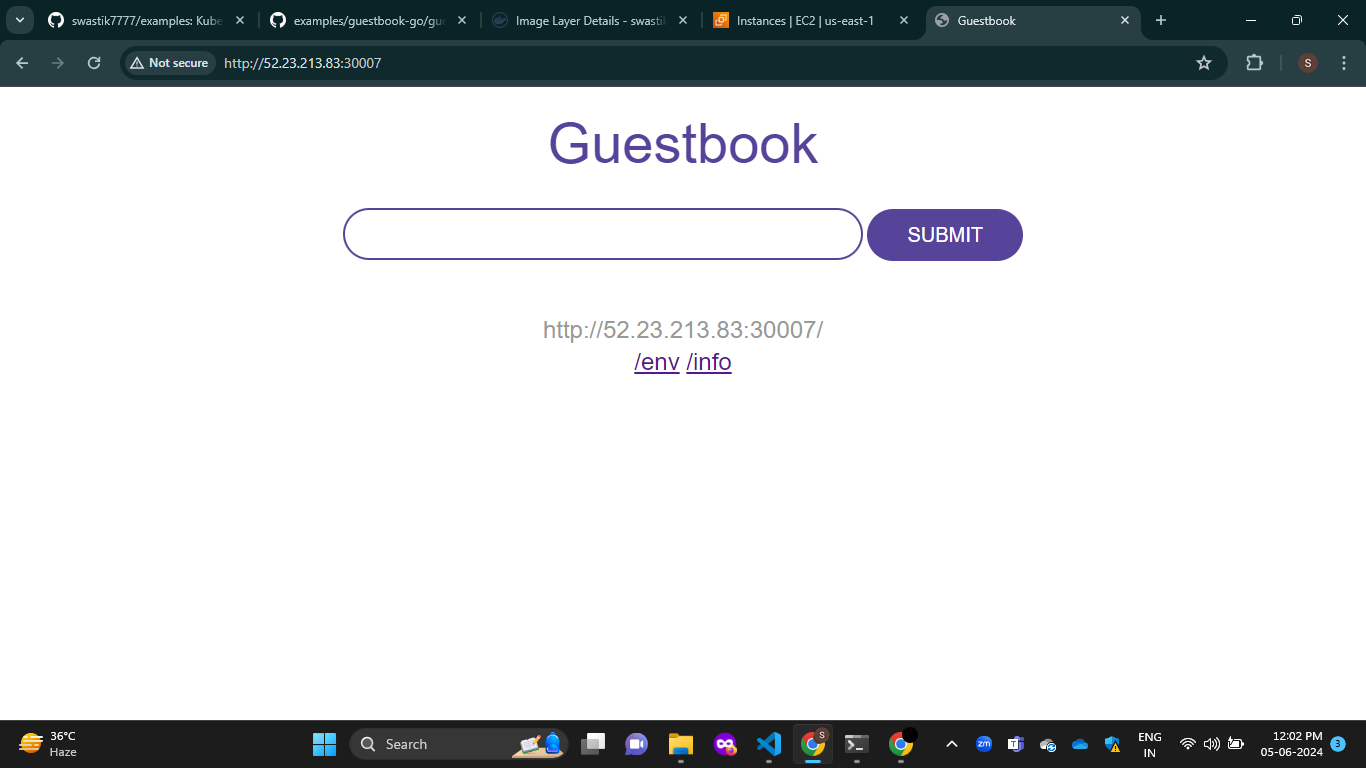 swastik7777/examples: Kube
examples/guestbook-go/gue
Image Layer Details - swasti
Instances | EC2 | us-east-1
Guestbook
Not secure
http://52.23.213.83:30007
S
Guestbook
SUBMIT
http://52.23.213.83:30007/
/env /info
36°C
Haze
Search
S
zm
ENG
IN
12:02 PM
05-06-2024
3